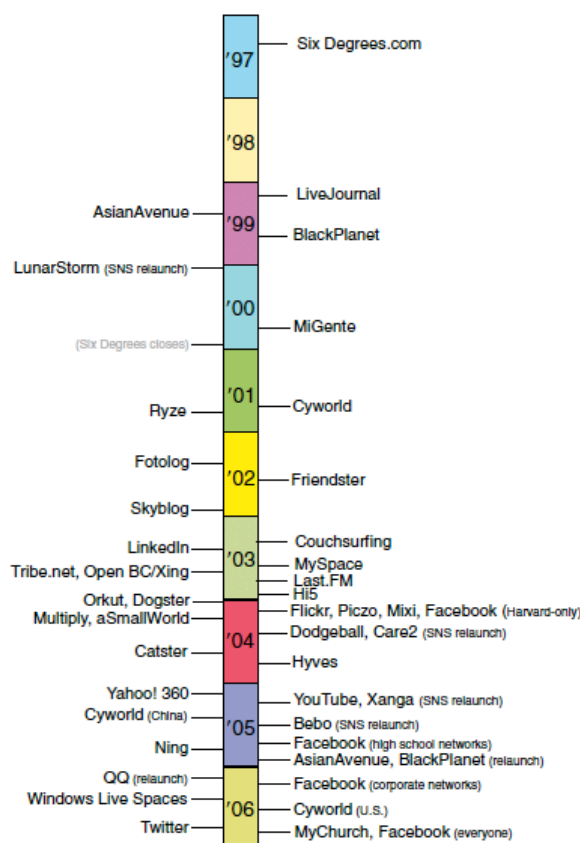 Six Degrees.com
'97
'98
LiveJournal
AsianAvenue
'99
BlackPlanet
LunarStorm (SNS relaunch)
'00
MiGente
(Six Degrees closes)
'01
Ryze
Cyworld
Fotolog
'02
Friendster
Skyblog
Couchsurfing
LinkedIn
'03
MySpace
Tribe.net, Open BC/Xing
Last.FM
Hi5
Orkut, Dogster
Flickr, Piczo, Mixi, Facebook (Harvard-only)
Multiply, aSmallWorld
Dodgeball, Care2 (SNS relaunch)
'04
Catster
Hyves
Yahoo! 360
YouTube, Xanga (SNS relaunch)
Cyworld (China)
Bebo (SNS relaunch)
'05
Facebook (high school networks)
Ning
AsianAvenue, BlackPlanet (relaunch)
QQ (relaunch)
Facebook (corporate networks)
Windows Live Spaces
'06
Cyworld (U.S.)
Twitter
MyChurch, Facebook (everyone)